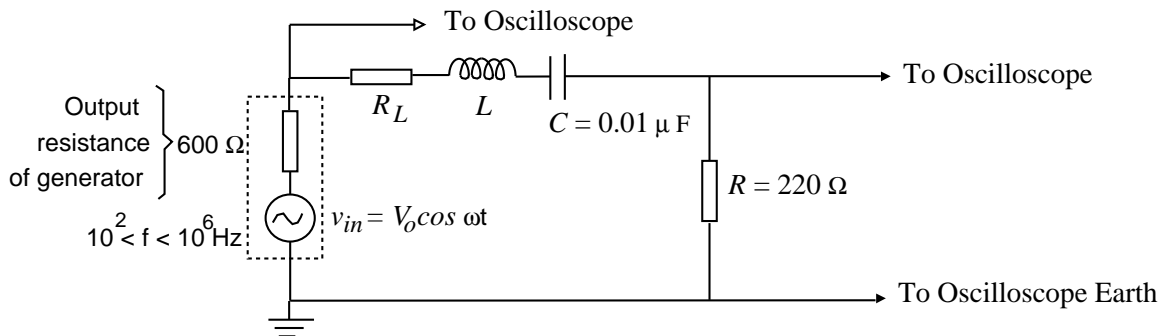 To Oscilloscope
To Oscilloscope
R_L
L
C = 0.01 μ F
Output
resistance
of generator
600 Ω
R = 220 Ω
v_in = V_o cos ωt
10^2 < f < 10^6 Hz
To Oscilloscope Earth